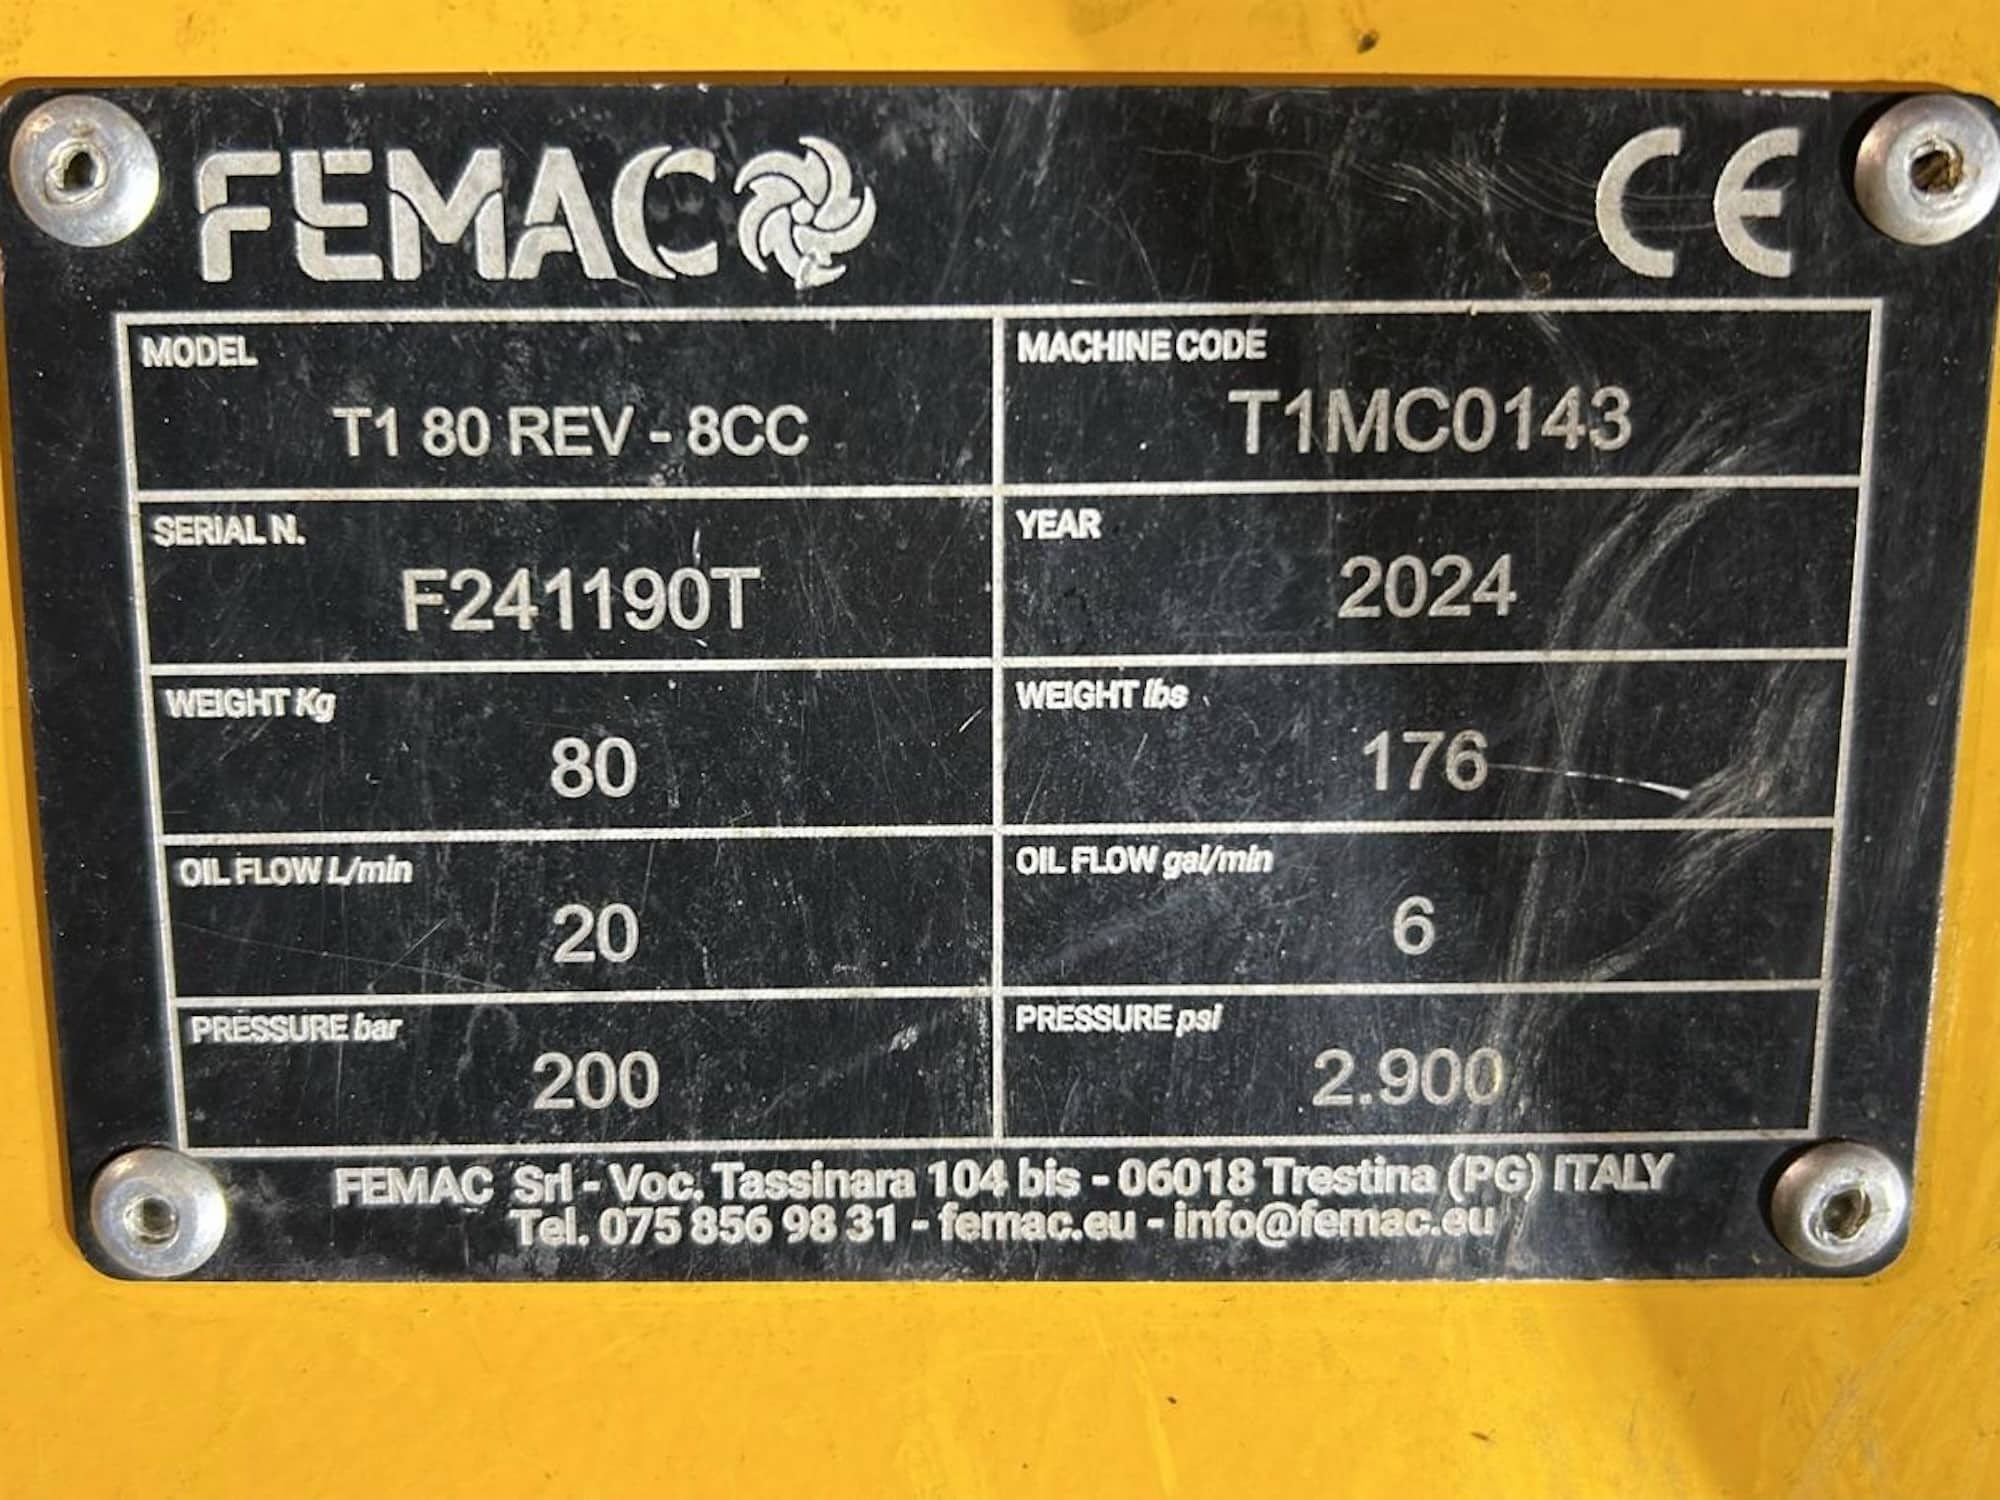 FEMAC CE
MODEL
T1 80 REV - 8CC
MACHINE CODE
T1MC0143
SERIAL N.
F241190T
YEAR
2024
WEIGHT Kg
80
WEIGHT lbs
176
OIL FLOW L/min
20
OIL FLOW gal/min
6
PRESSURE bar
200
PRESSURE psi
2.900
FEMAC Srl - Voc. Tassinara 104 bis - 06018 Trestina (PG) ITALY
Tel. 075 856 98 31 - femac.eu - info@femac.eu